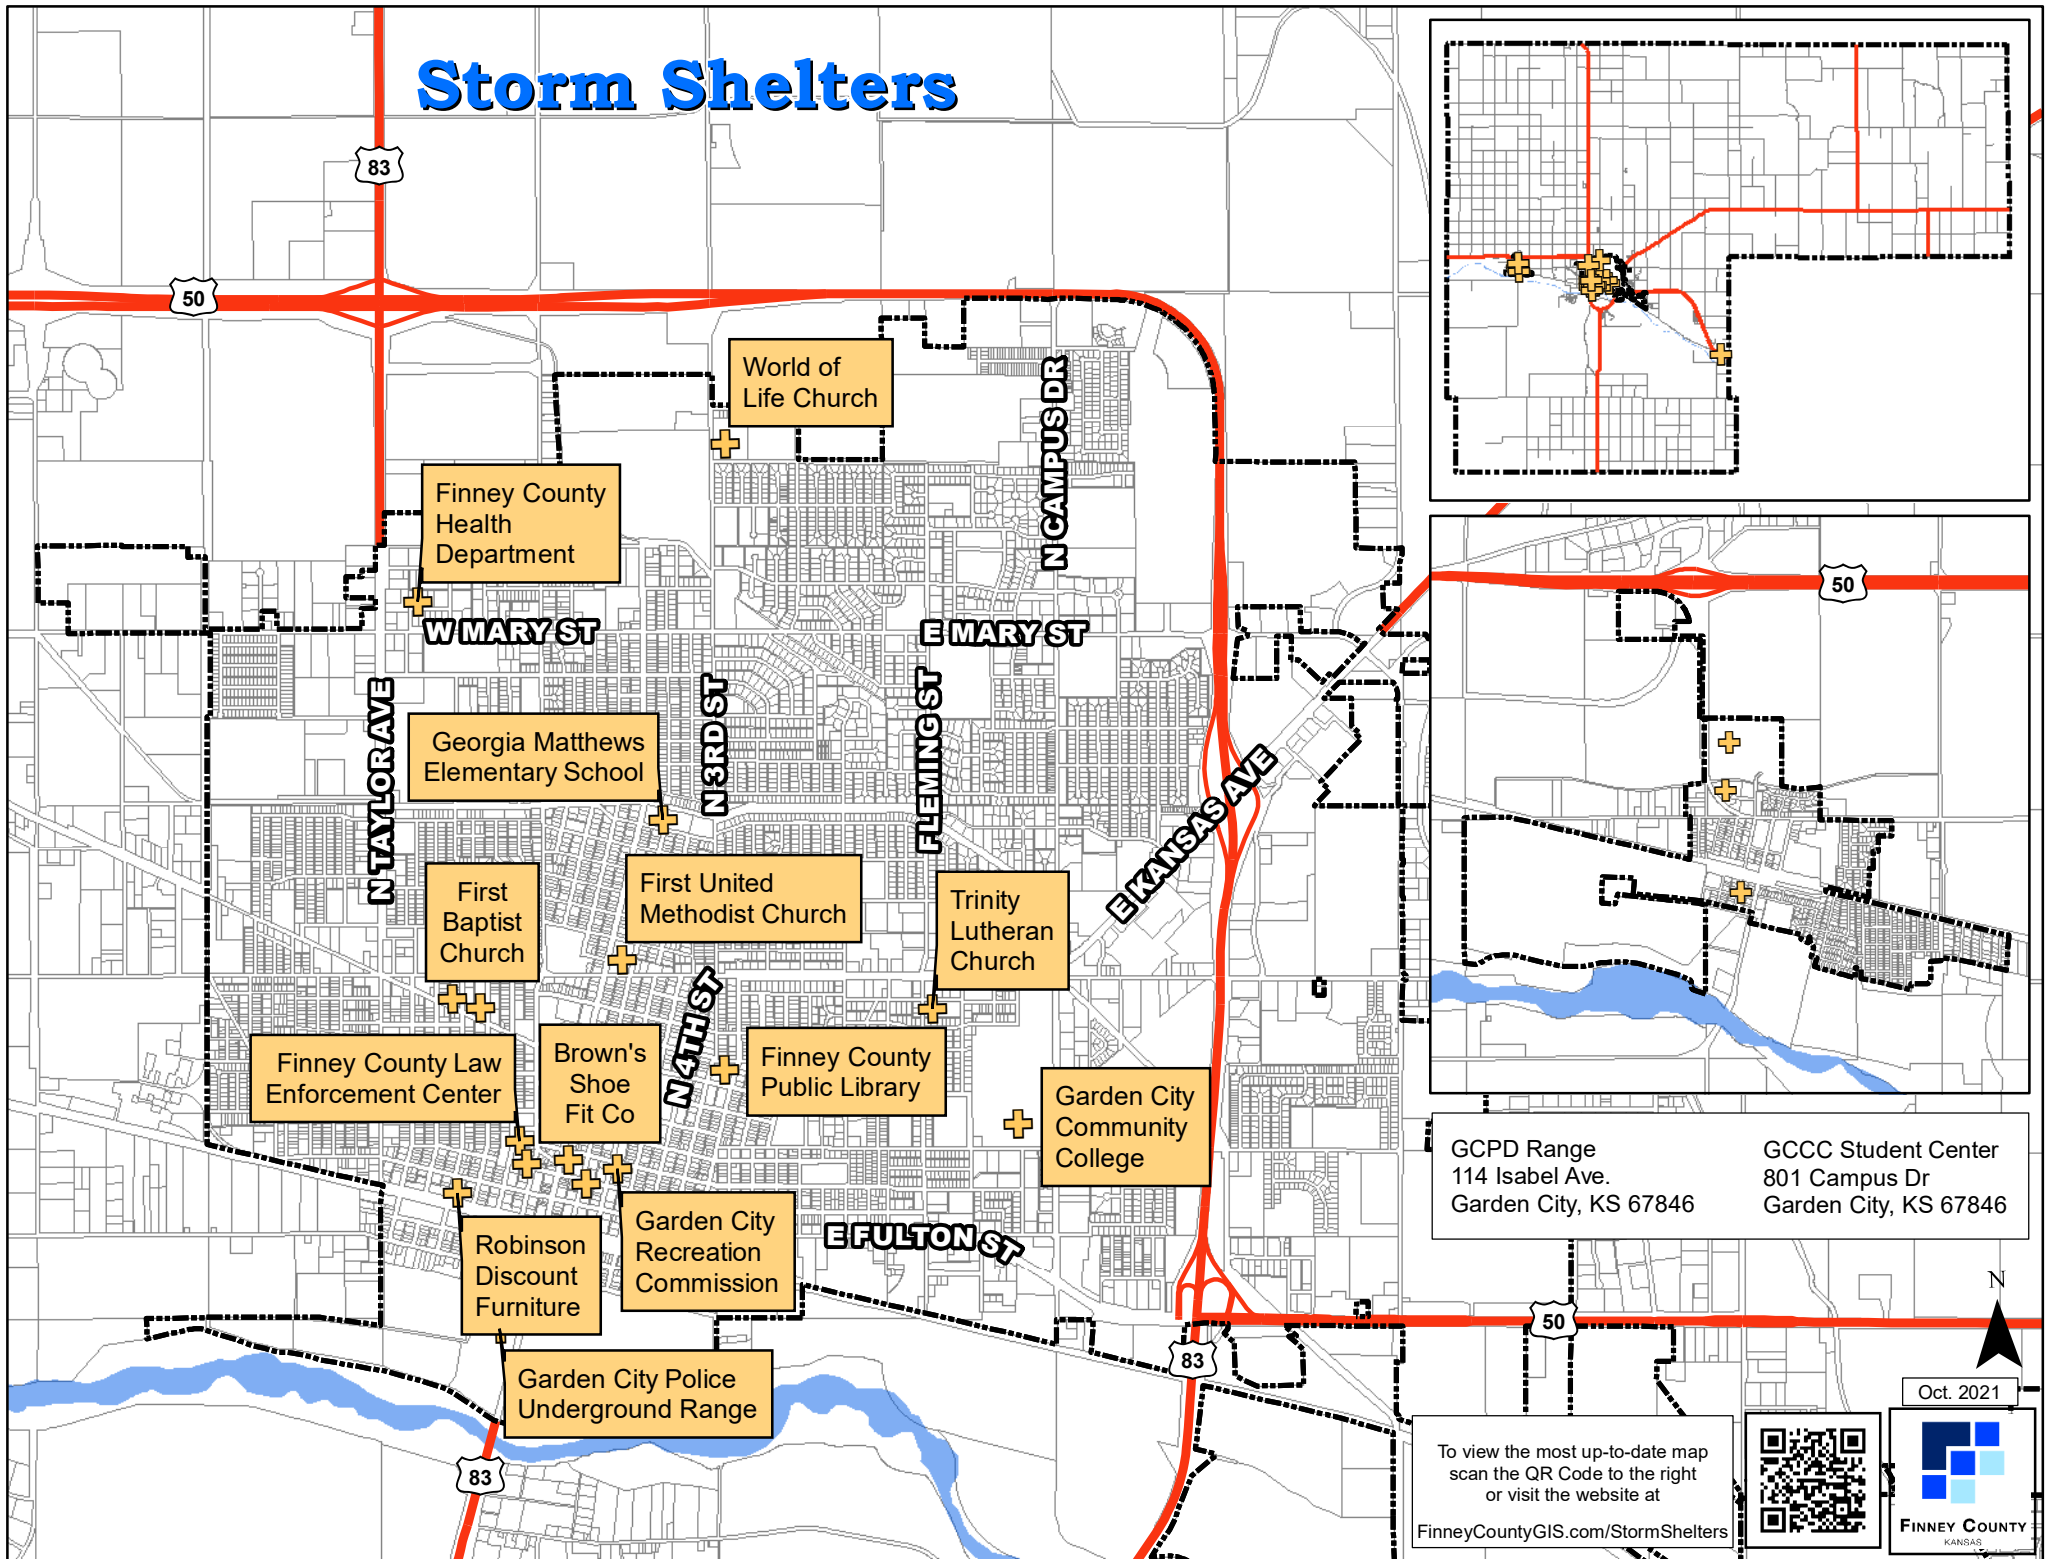 Storm Shelters
83
50
World of
Life Church
N CAMPUS DR
Finney County
Health
Department
W MARY ST
E MARY ST
N TAYLOR AVE
N 3RD ST
FLEMING ST
Georgia Matthews
Elementary School
E KANSAS AVE
First
Baptist
Church
First United
Methodist Church
Trinity
Lutheran
Church
N 4TH ST
Finney County Law
Enforcement Center
Brown's
Shoe
Fit Co
Finney County
Public Library
Garden City
Community
College
Robinson
Discount
Furniture
Garden City
Recreation
Commission
E FULTON ST
Garden City Police
Underground Range
83
83
50
50
GCPD Range
114 Isabel Ave.
Garden City, KS 67846
GCCC Student Center
801 Campus Dr
Garden City, KS 67846
N
Oct. 2021
To view the most up-to-date map
scan the QR Code to the right
or visit the website at
FinneyCountyGIS.com/StormShelters
FINNEY COUNTY
KANSAS